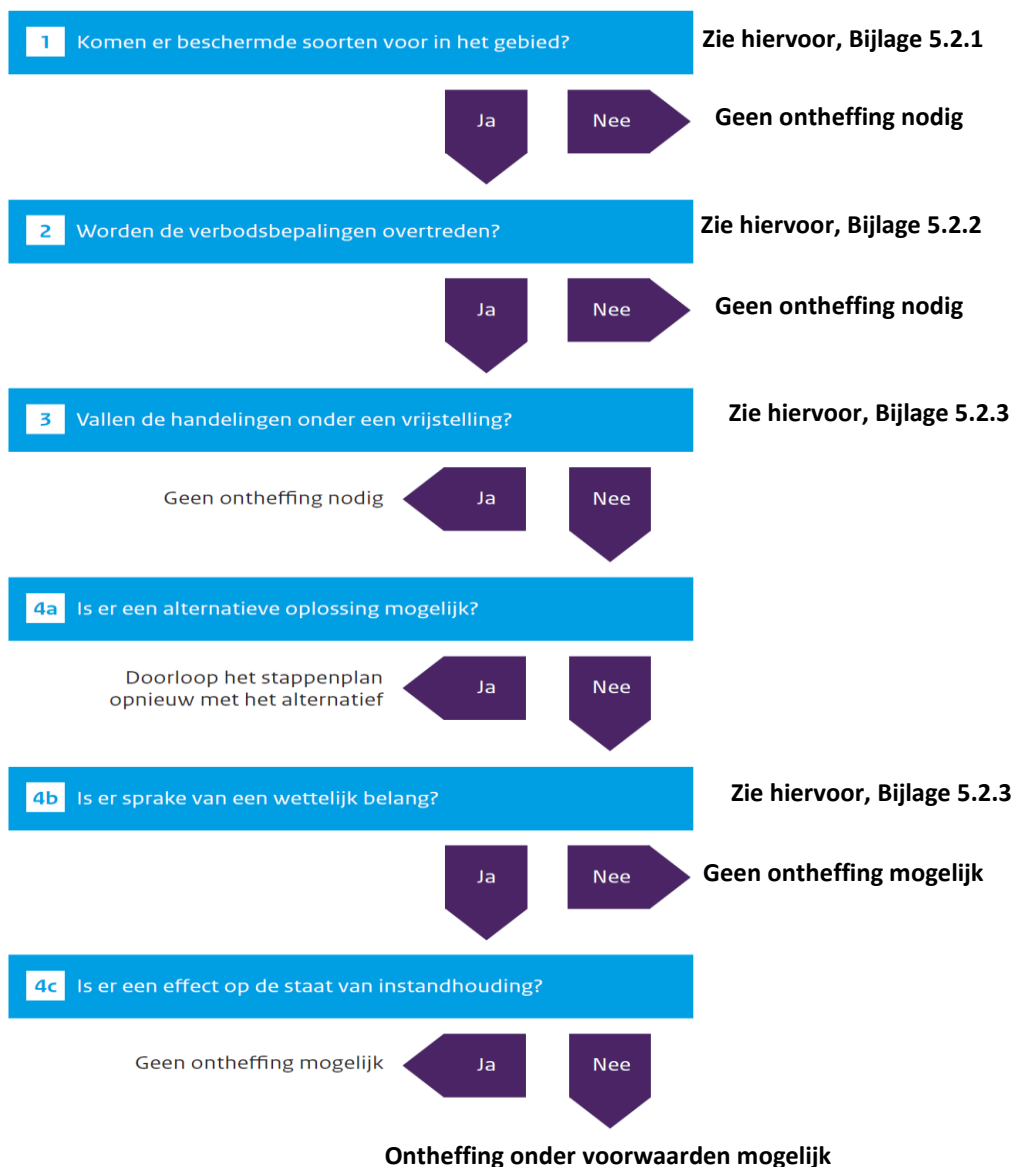 1 Komen er beschermde soorten voor in het gebied? Zie hiervoor, Bijlage 5.2.1
Ja Nee Geen ontheffing nodig
2 Worden de verbodsbepalingen overtreden? Zie hiervoor, Bijlage 5.2.2
Ja Nee Geen ontheffing nodig
3 Vallen de handelingen onder een vrijstelling? Zie hiervoor, Bijlage 5.2.3
Geen ontheffing nodig Ja Nee
4a Is er een alternatieve oplossing mogelijk?
Doorloop het stappenplan
opnieuw met het alternatief Ja Nee
4b Is er sprake van een wettelijk belang? Zie hiervoor, Bijlage 5.2.3
Ja Nee Geen ontheffing mogelijk
4c Is er een effect op de staat van instandhouding?
Geen ontheffing mogelijk Ja Nee
Ontheffing onder voorwaarden mogelijk